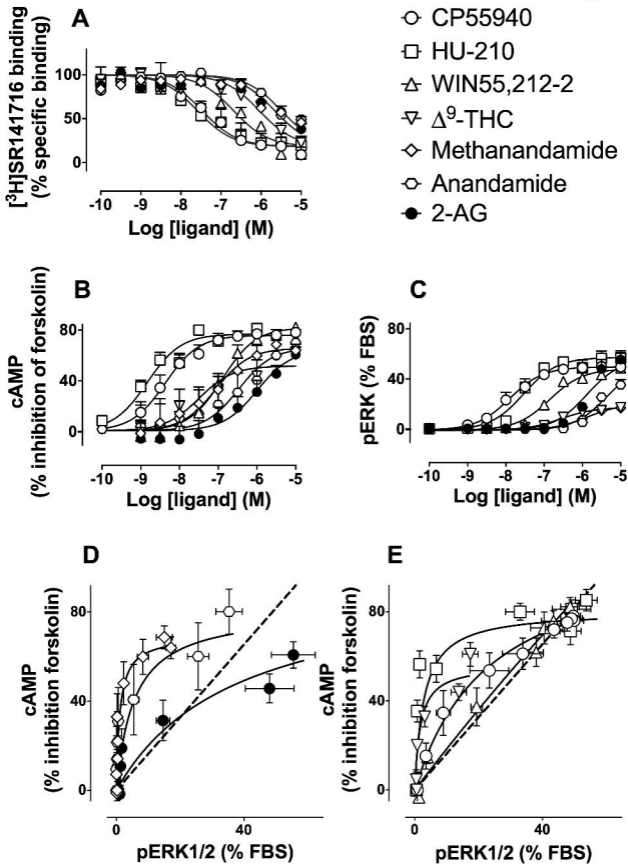 A
[³H]SR141716 binding
(% specific binding)
100
50
0
-10 -9 -8 -7 -6 -5
Log [ligand] (M)
CP55940
HU-210
WIN55,212-2
Δ⁹-THC
Methanandamide
Anandamide
2-AG
B
cAMP
(% inhibition of forskolin)
80
40
0
-10 -9 -8 -7 -6 -5
Log [ligand] (M)
C
pERK (% FBS)
80
40
0
-10 -9 -8 -7 -6 -5
Log [ligand] (M)
D
cAMP
(% inhibition forskolin)
80
40
0
0 40
pERK1/2 (% FBS)
E
cAMP
(% inhibition forskolin)
80
40
0
0 40
pERK1/2 (% FBS)